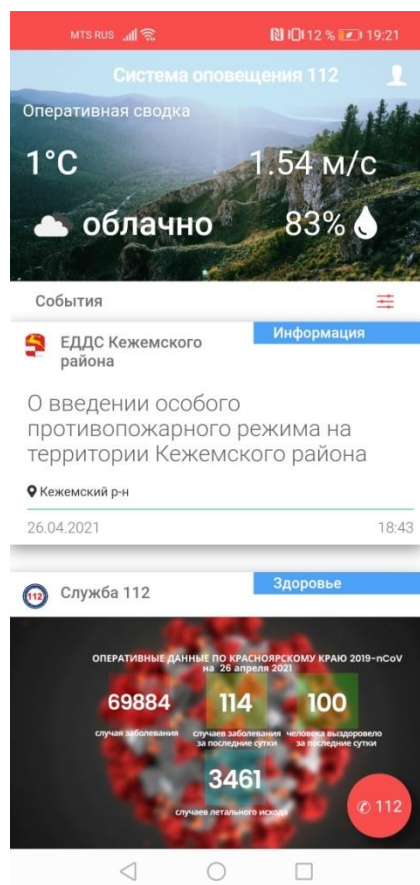 MTS RUS 12 % 19:21
Система оповещения 112
Оперативная сводка
1°C 1.54 м/с
облачно 83%
События
ЕДДС Кежемского
района
Информация
О введении особого
противопожарного режима на
территории Кежемского района
Кежемский р-н
26.04.2021 18:43
112 Служба 112 Здоровье
ОПЕРАТИВНЫЕ ДАННЫЕ ПО КРАСНОЯРСКОМУ КРАЮ 2019-nCoV
на 26 апреля 2021
69884 114 100
случая заболевания случаев заболевания человека выздоровело
за последние сутки за последние сутки
3461
случаев летального исхода
112